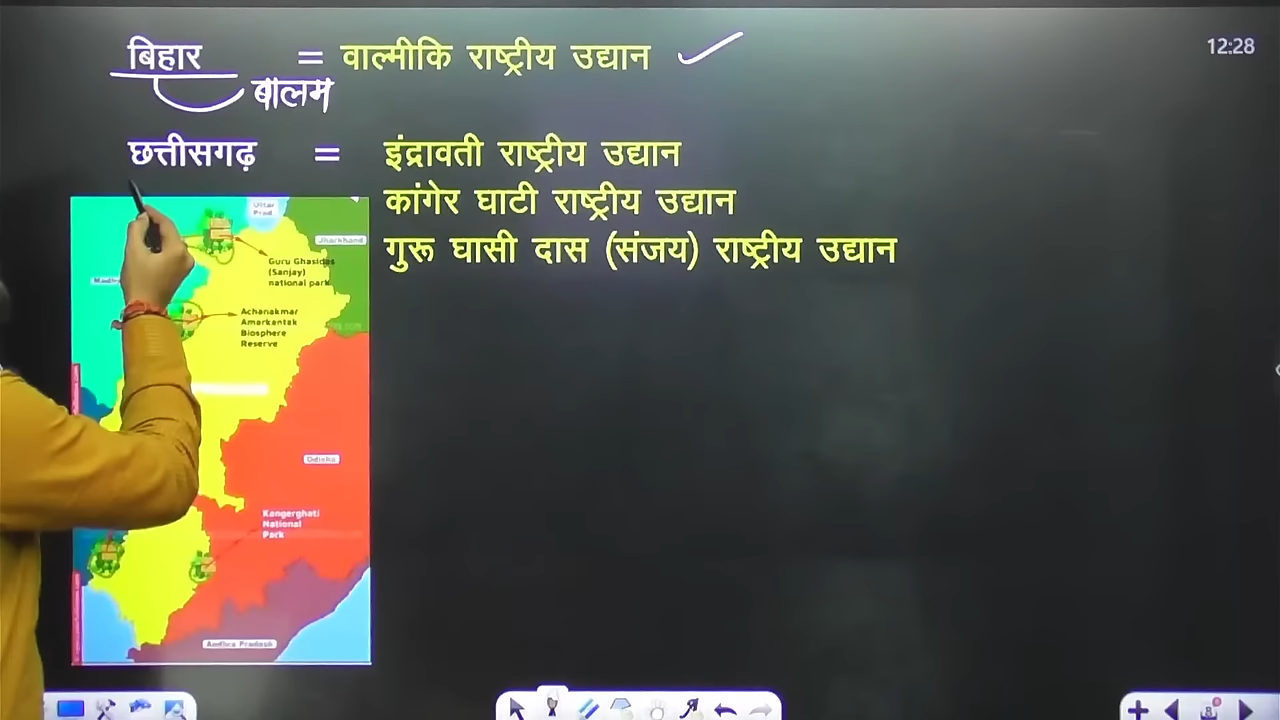 बिहार = वाल्मीकि राष्ट्रीय उद्यान
बालम
12:28
छत्तीसगढ़ = इंद्रावती राष्ट्रीय उद्यान
कांगेर घाटी राष्ट्रीय उद्यान
गुरू घासी दास (संजय) राष्ट्रीय उद्यान
Uttar
Prad.
Jharkhand
Guru Ghasidas
(Sanjay)
national park
Achanakmar
Amarkantak
Biosphere
Reserve
Odisha
Kangerghati
National
Park
Andhra Pradesh